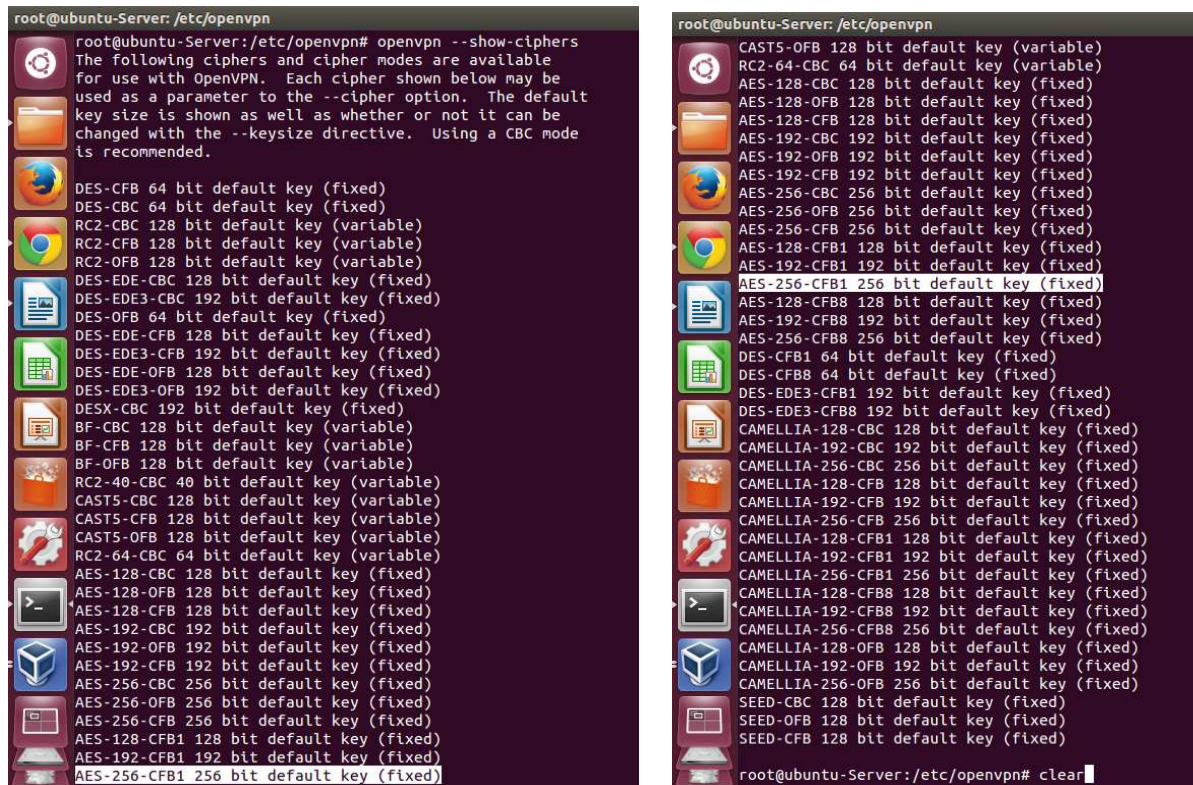 root@ubuntu-Server: /etc/openvpn
root@ubuntu-Server:/etc/openvpn# openvpn --show-ciphers
The following ciphers and cipher modes are available
for use with OpenVPN.  Each cipher shown below may be
used as a parameter to the --cipher option.  The default
key size is shown as well as whether or not it can be
changed with the --keysize directive.  Using a CBC mode
is recommended.
DES-CFB 64 bit default key (fixed)
DES-CBC 64 bit default key (fixed)
RC2-CBC 128 bit default key (variable)
RC2-CFB 128 bit default key (variable)
RC2-OFB 128 bit default key (variable)
DES-EDE-CBC 128 bit default key (fixed)
DES-EDE3-CBC 192 bit default key (fixed)
DES-OFB 64 bit default key (fixed)
DES-EDE-CFB 128 bit default key (fixed)
DES-EDE3-CFB 192 bit default key (fixed)
DES-EDE-OFB 128 bit default key (fixed)
DES-EDE3-OFB 192 bit default key (fixed)
DESX-CBC 192 bit default key (fixed)
BF-CBC 128 bit default key (variable)
BF-CFB 128 bit default key (variable)
BF-OFB 128 bit default key (variable)
RC2-40-CBC 40 bit default key (variable)
CAST5-CBC 128 bit default key (variable)
CAST5-CFB 128 bit default key (variable)
CAST5-OFB 128 bit default key (variable)
RC2-64-CBC 64 bit default key (variable)
AES-128-CBC 128 bit default key (fixed)
AES-128-OFB 128 bit default key (fixed)
AES-128-CFB 128 bit default key (fixed)
AES-192-CBC 192 bit default key (fixed)
AES-192-OFB 192 bit default key (fixed)
AES-192-CFB 192 bit default key (fixed)
AES-256-CBC 256 bit default key (fixed)
AES-256-OFB 256 bit default key (fixed)
AES-256-CFB 256 bit default key (fixed)
AES-128-CFB1 128 bit default key (fixed)
AES-192-CFB1 192 bit default key (fixed)
AES-256-CFB1 256 bit default key (fixed)
root@ubuntu-Server: /etc/openvpn
CAST5-OFB 128 bit default key (variable)
RC2-64-CBC 64 bit default key (variable)
AES-128-CBC 128 bit default key (fixed)
AES-128-OFB 128 bit default key (fixed)
AES-128-CFB 128 bit default key (fixed)
AES-192-CBC 192 bit default key (fixed)
AES-192-OFB 192 bit default key (fixed)
AES-192-CFB 192 bit default key (fixed)
AES-256-CBC 256 bit default key (fixed)
AES-256-OFB 256 bit default key (fixed)
AES-256-CFB 256 bit default key (fixed)
AES-128-CFB1 128 bit default key (fixed)
AES-192-CFB1 192 bit default key (fixed)
AES-256-CFB1 256 bit default key (fixed)
AES-128-CFB8 128 bit default key (fixed)
AES-192-CFB8 192 bit default key (fixed)
AES-256-CFB8 256 bit default key (fixed)
DES-CFB1 64 bit default key (fixed)
DES-CFB8 64 bit default key (fixed)
DES-EDE3-CFB1 192 bit default key (fixed)
DES-EDE3-CFB8 192 bit default key (fixed)
CAMELLIA-128-CBC 128 bit default key (fixed)
CAMELLIA-192-CBC 192 bit default key (fixed)
CAMELLIA-256-CBC 256 bit default key (fixed)
CAMELLIA-128-CFB 128 bit default key (fixed)
CAMELLIA-192-CFB 192 bit default key (fixed)
CAMELLIA-256-CFB 256 bit default key (fixed)
CAMELLIA-128-CFB1 128 bit default key (fixed)
CAMELLIA-192-CFB1 192 bit default key (fixed)
CAMELLIA-256-CFB1 256 bit default key (fixed)
CAMELLIA-128-CFB8 128 bit default key (fixed)
CAMELLIA-192-CFB8 192 bit default key (fixed)
CAMELLIA-256-CFB8 256 bit default key (fixed)
CAMELLIA-128-OFB 128 bit default key (fixed)
CAMELLIA-192-OFB 192 bit default key (fixed)
CAMELLIA-256-OFB 256 bit default key (fixed)
SEED-CBC 128 bit default key (fixed)
SEED-OFB 128 bit default key (fixed)
SEED-CFB 128 bit default key (fixed)
root@ubuntu-Server:/etc/openvpn# clear